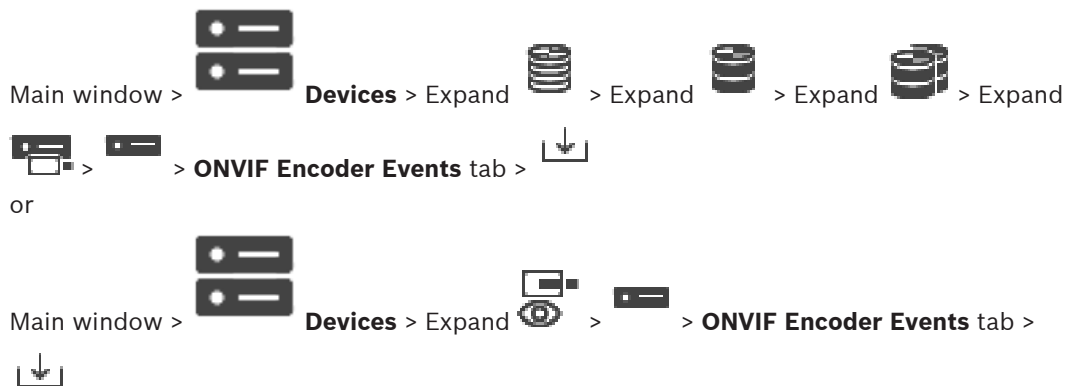 Main window > Devices > Expand > Expand > Expand > Expand
> > ONVIF Encoder Events tab >
or
Main window > Devices > Expand > > ONVIF Encoder Events tab >